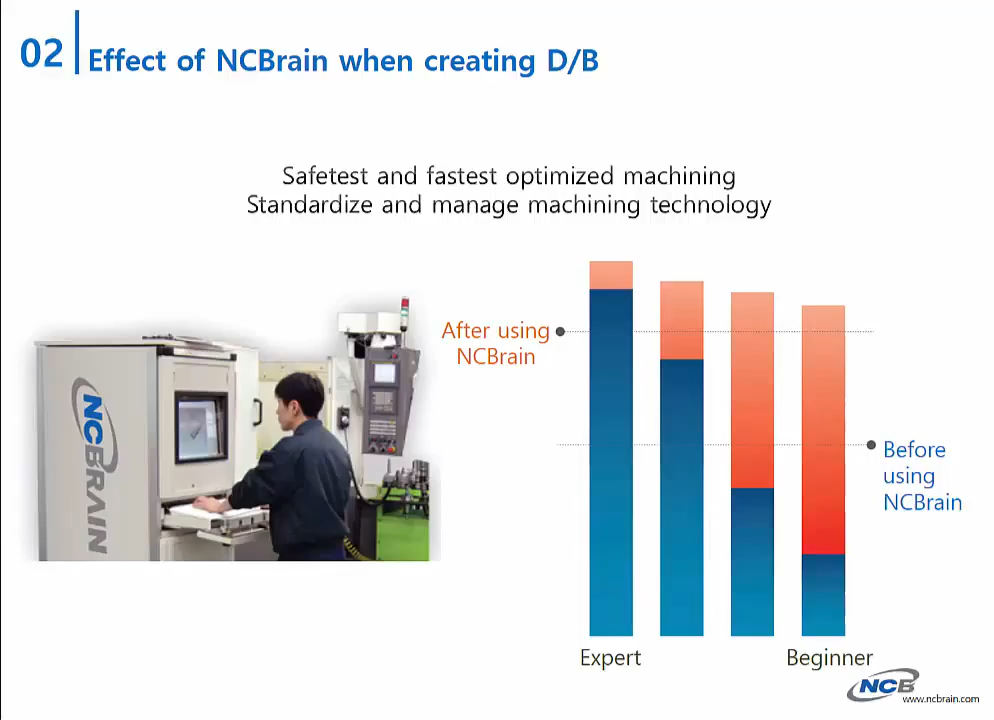 02 Effect of NCBrain when creating D/B
Safetest and fastest optimized machining
Standardize and manage machining technology
After using
NCBrain
Before
using
NCBrain
NCBRAIN
Expert
Beginner
NCB
www.ncbrain.com